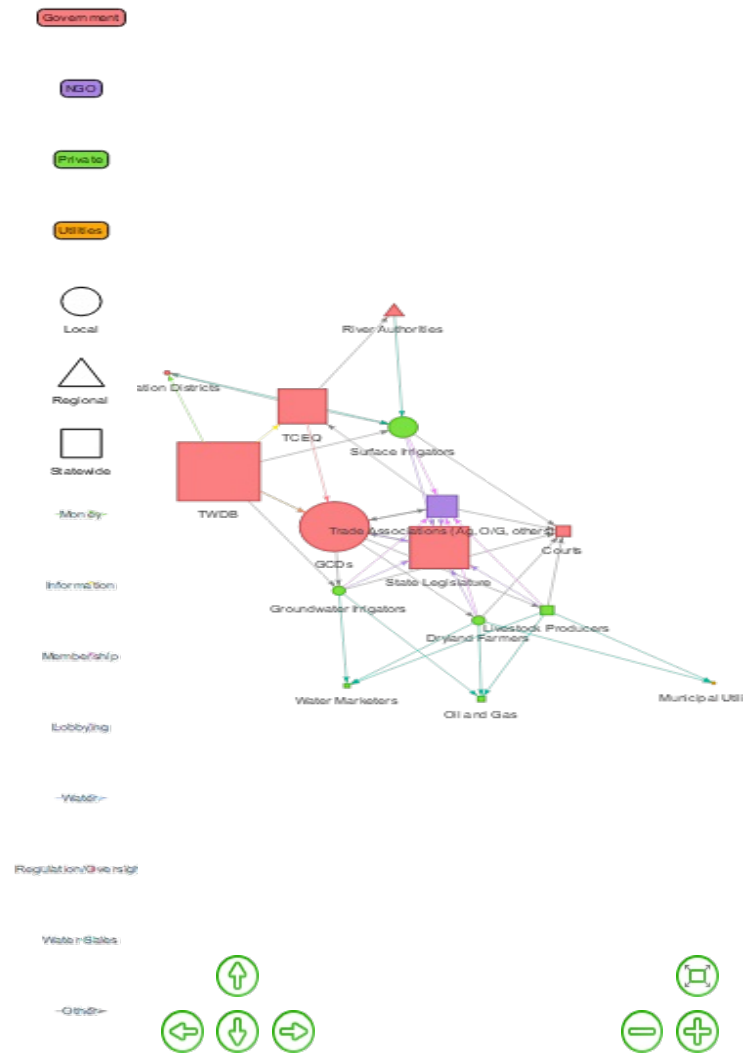 Government
NGO
Private
Utilities
Local
Regional
Statewide
Money
Information
Membership
Lobbying
Water
Regulation/Oversigh
Water Sales
Other
River Authorities
ation Districts
TCEQ
Surface Irrigators
TWDB
Trade Associations (Ag, O/G, others)
Courts
GCDs
State Legislature
Groundwater Irrigators
Livestock Producers
Dryland Farmers
Water Marketers
Oil and Gas
Municipal Utili